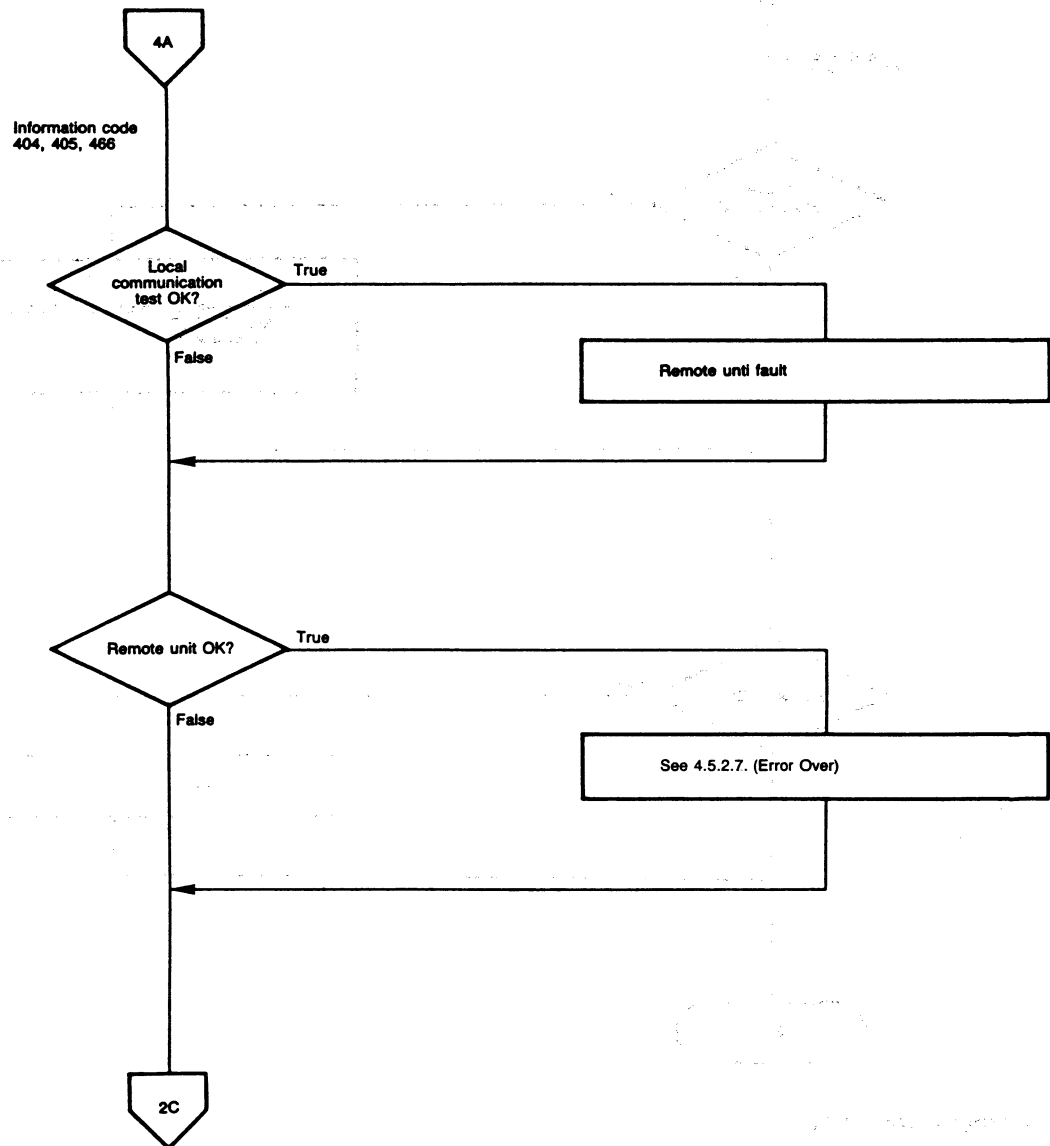 4A
Information code
404, 405, 466
Local
communication
test OK?
True
False
Remote unti fault
Remote unit OK?
True
False
See 4.5.2.7. (Error Over)
2C